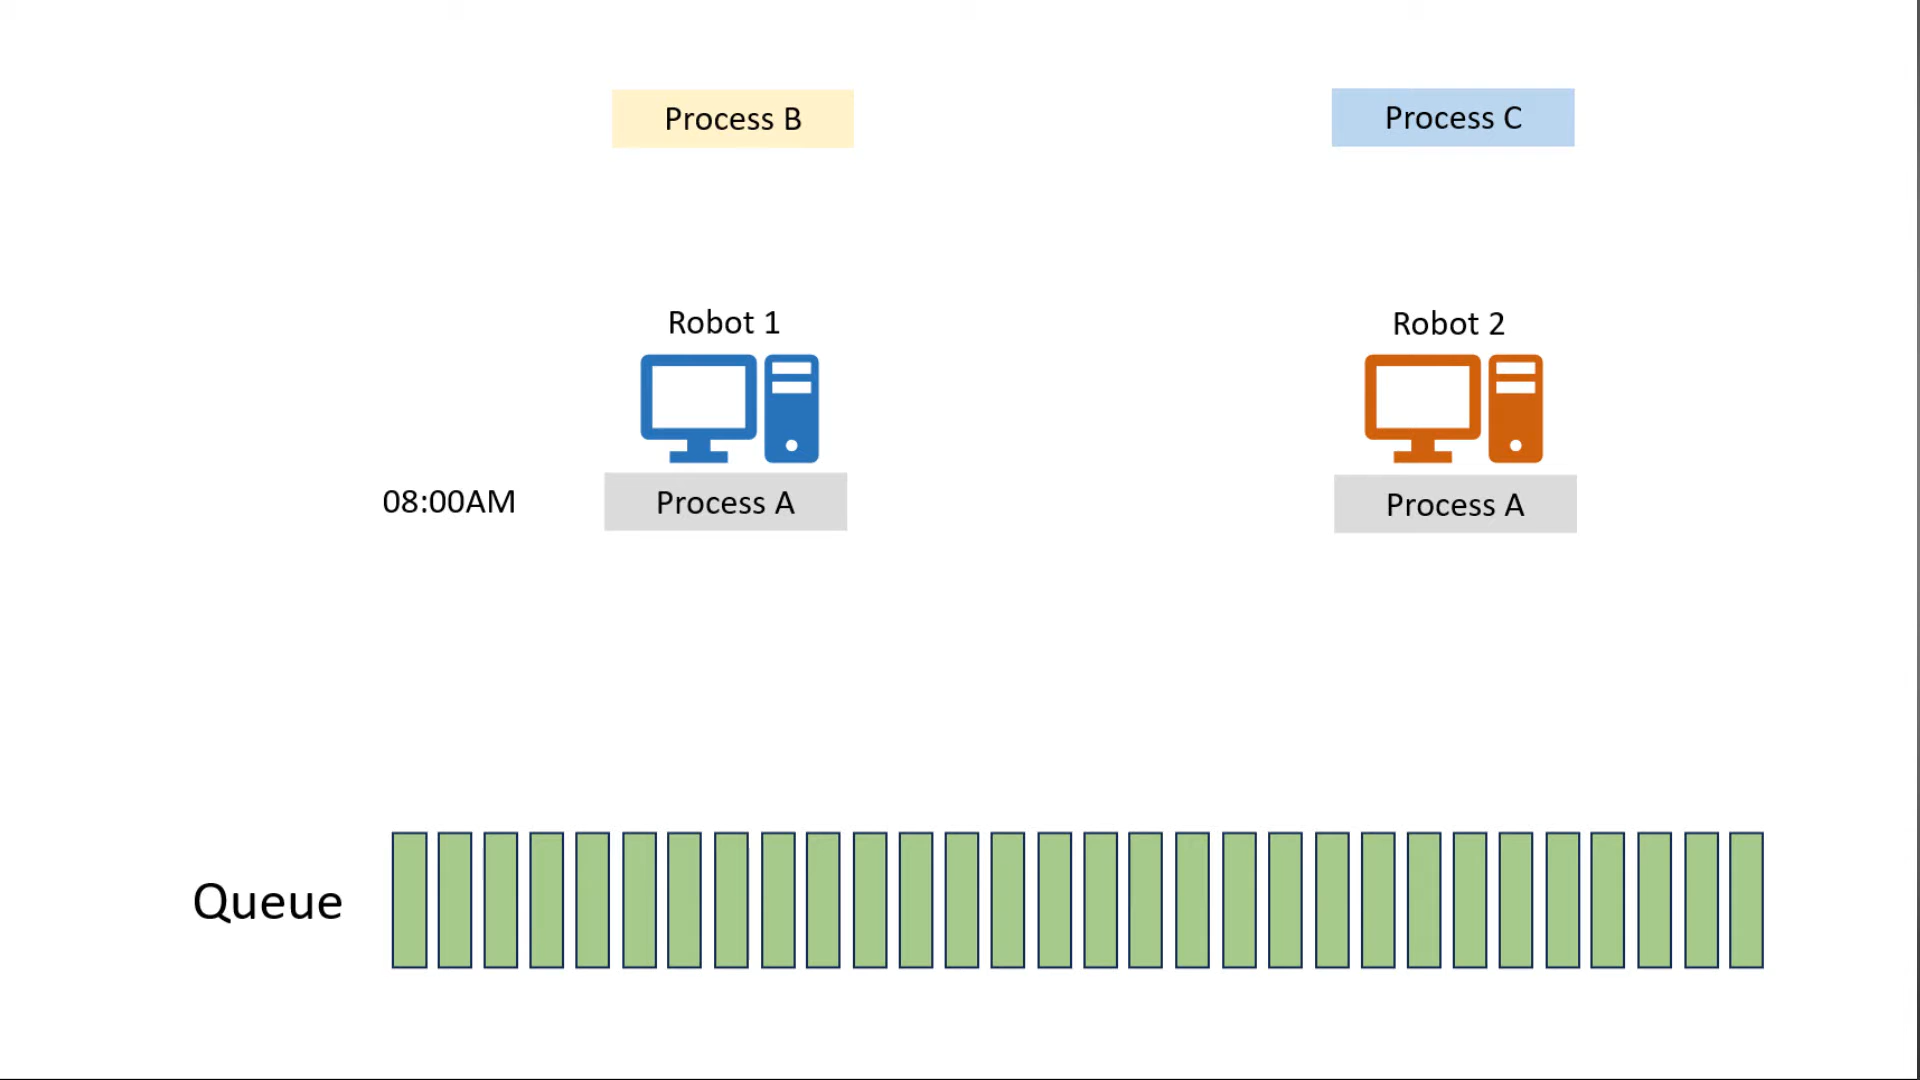 Process B
Process C
Robot 1
Robot 2
08:00AM
Process A
Process A
Queue